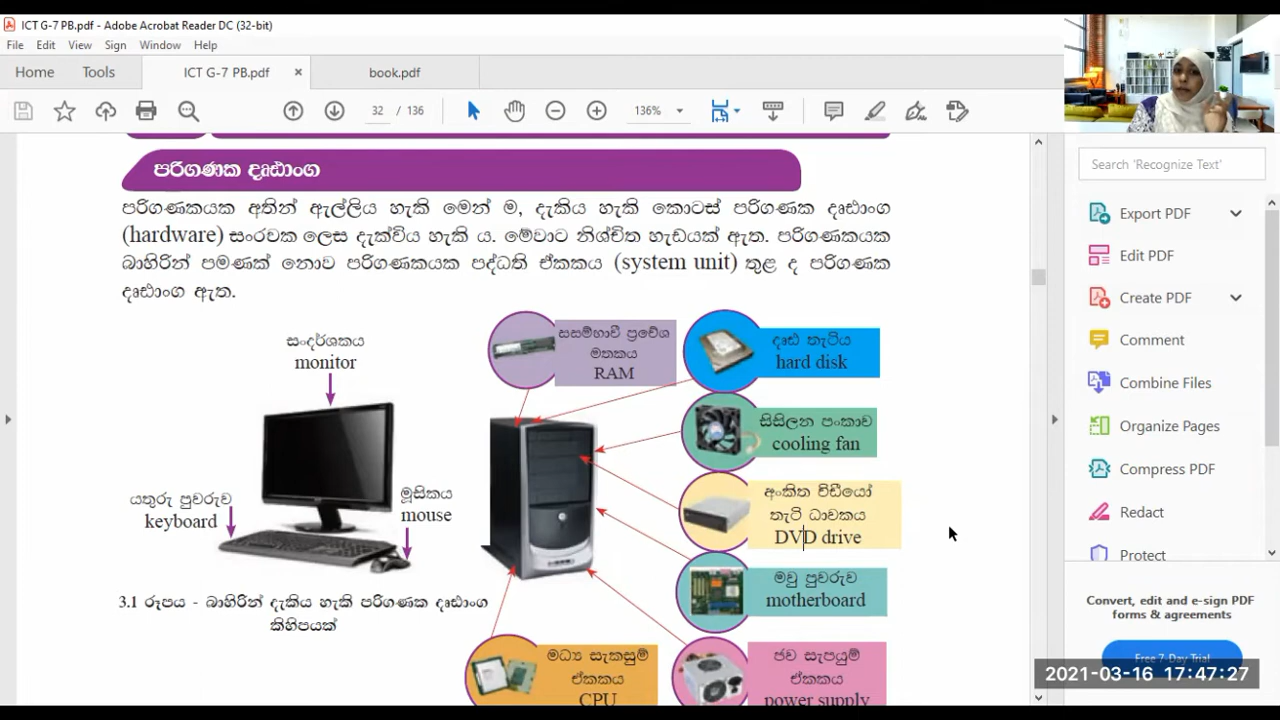 ICT G-7 PB.pdf - Adobe Acrobat Reader DC (32-bit)
File Edit View Sign Window Help
Home Tools ICT G-7 PB.pdf × book.pdf
32 136 136%
Search 'Recognize Text'
පරිගණක දෘඪාංග
පරිගණකයක අතින් ඇල්ලිය හැකි මෙන් ම, දැකිය හැකි කොටස් පරිගණක දෘඪාංග
(hardware) සංරචක ලෙස දැක්විය හැකි ය. මේවාට නිශ්චිත හැඩයක් ඇත. පරිගණකයක
බාහිරින් පමණක් නොව පරිගණකයක පද්ධති ඒකකය (system unit) තුළ ද පරිගණක
දෘඪාංග ඇත.
සංදර්ශකය
monitor
යතුරු පුවරුව
keyboard
මූසිකය
mouse
3.1 රූපය - බාහිරින් දැකිය හැකි පරිගණක දෘඪාංග
කිහිපයක්
සසම්භාවී ප්‍රවේශ
මතකය
RAM
දෘඪ තැටිය
hard disk
සිසිලන පංකාව
cooling fan
අංකිත වීඩියෝ
තැටි ධාවකය
DVD drive
මවු පුවරුව
motherboard
මධ්‍ය සැකසුම්
ඒකකය
CPU
ජව සැපයුම්
ඒකකය
power supply
Export PDF
Edit PDF
Create PDF
Comment
Combine Files
Organize Pages
Compress PDF
Redact
Protect
Convert, edit and e-sign PDF
forms & agreements
Free 7-Day Trial
2021-03-16 17:47:27